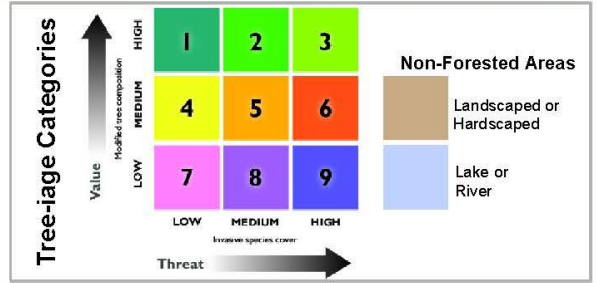 Tree-iage Categories
Value
Modified tree composition
HIGH
1
2
3
MEDIUM
4
5
6
LOW
7
8
9
LOW
MEDIUM
HIGH
Invasive species cover
Threat
Non-Forested Areas
Landscaped or
Hardscaped
Lake or
River